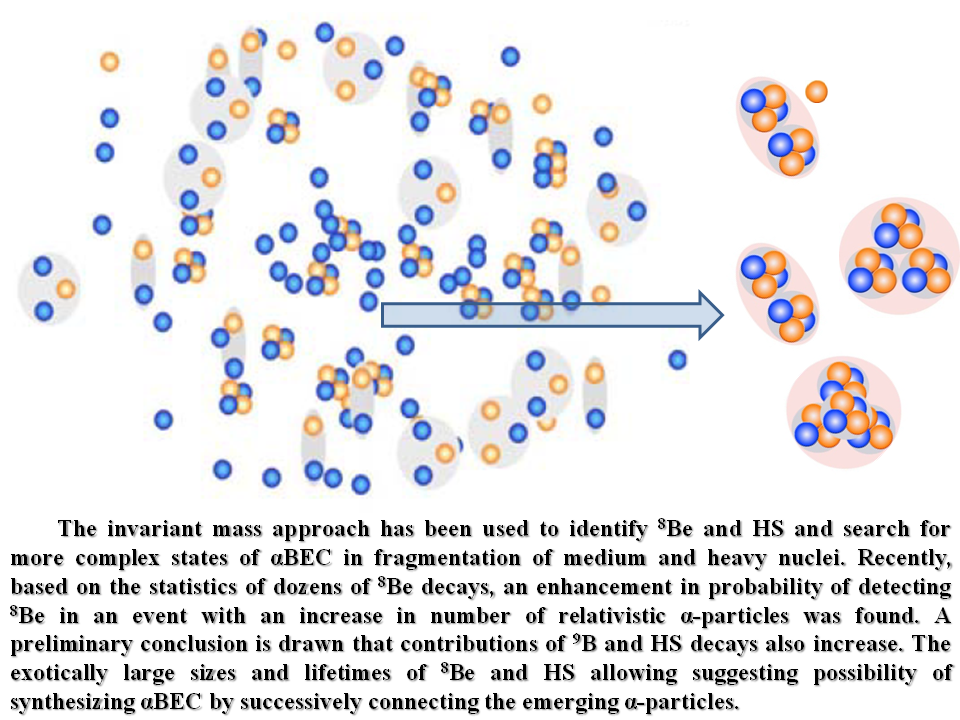 The invariant mass approach has been used to identify ⁸Be and HS and search for
more complex states of αBEC in fragmentation of medium and heavy nuclei. Recently,
based on the statistics of dozens of ⁸Be decays, an enhancement in probability of detecting
⁸Be in an event with an increase in number of relativistic α-particles was found. A
preliminary conclusion is drawn that contributions of ⁹B and HS decays also increase. The
exotically large sizes and lifetimes of ⁸Be and HS allowing suggesting possibility of
synthesizing αBEC by successively connecting the emerging α-particles.